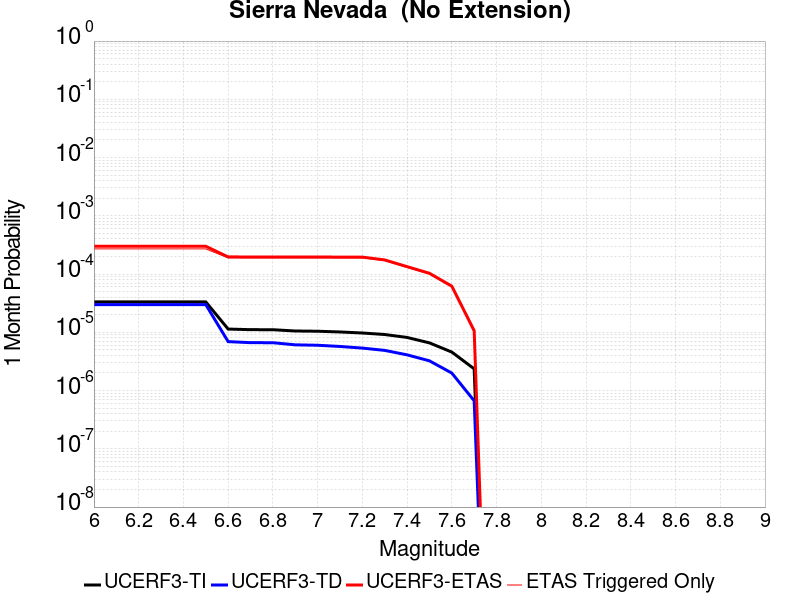 Sierra Nevada  (No Extension)
10^0
10^-1
10^-2
10^-3
10^-4
10^-5
10^-6
10^-7
10^-8
1 Month Probability
6 6.2 6.4 6.6 6.8 7 7.2 7.4 7.6 7.8 8 8.2 8.4 8.6 8.8 9
Magnitude
UCERF3-TI UCERF3-TD UCERF3-ETAS ETAS Triggered Only